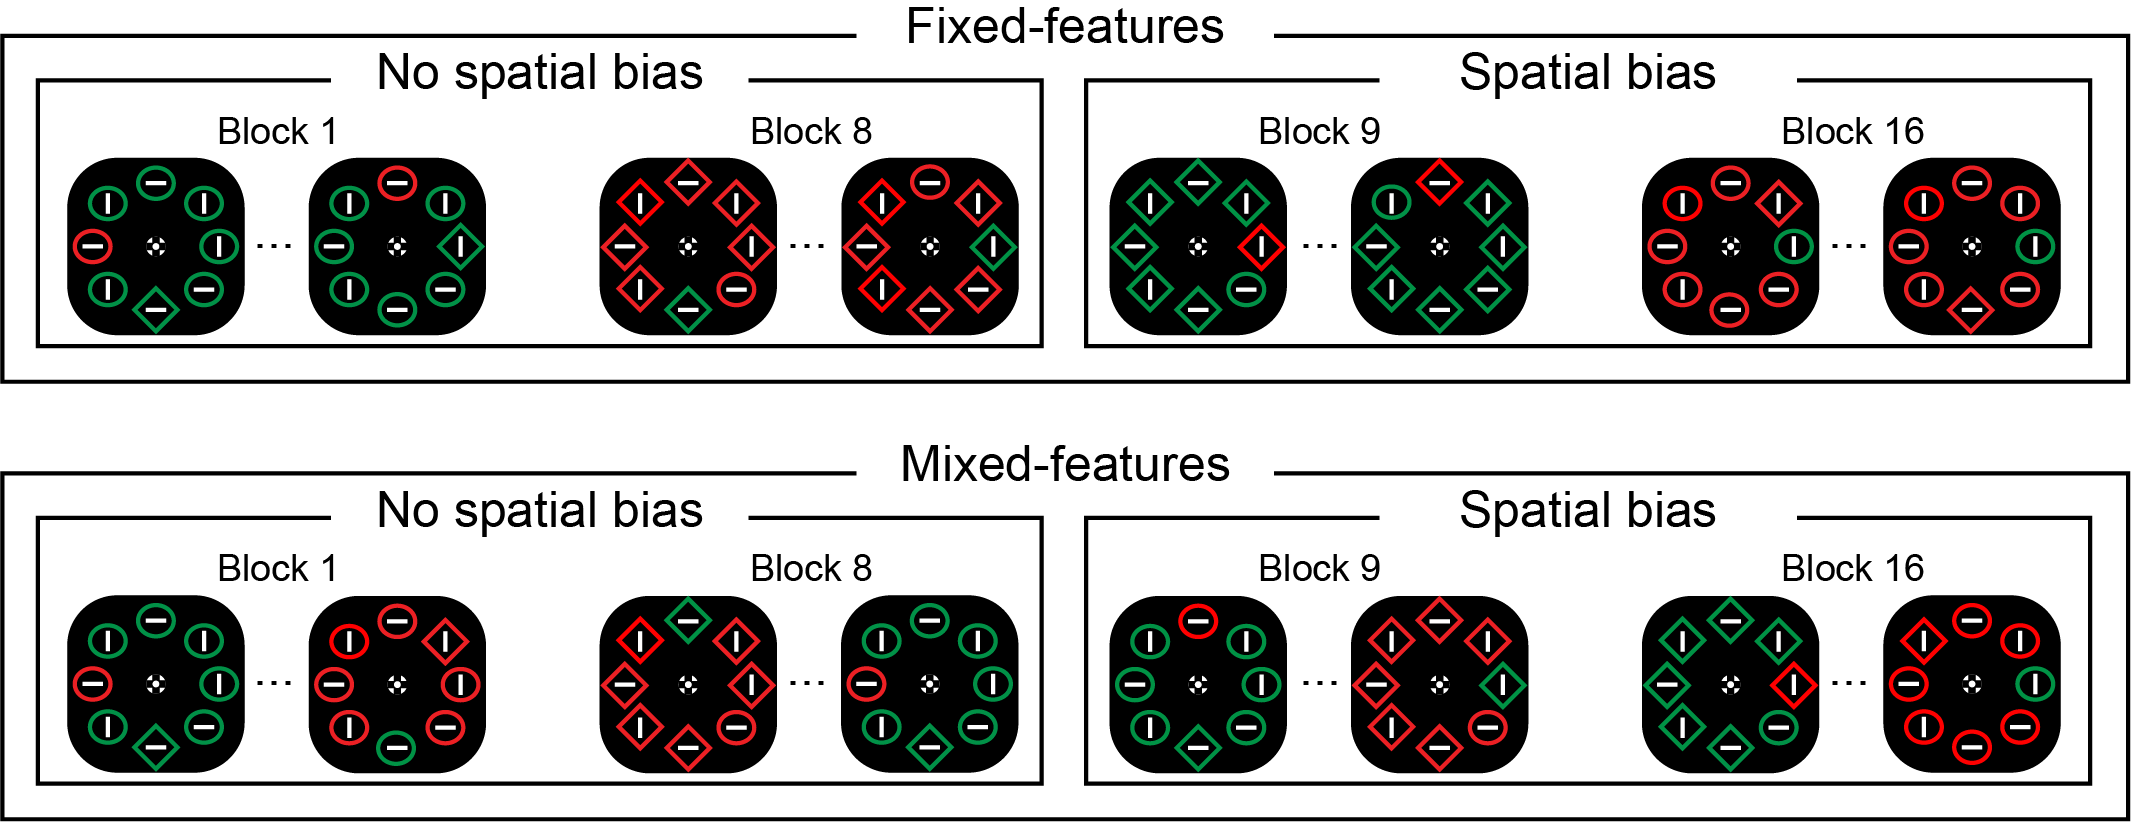 Fixed-features
No spatial bias
Spatial bias
Block 1
Block 8
Block 9
Block 16
...
...
...
...
Mixed-features
No spatial bias
Spatial bias
Block 1
Block 8
Block 9
Block 16
...
...
...
...